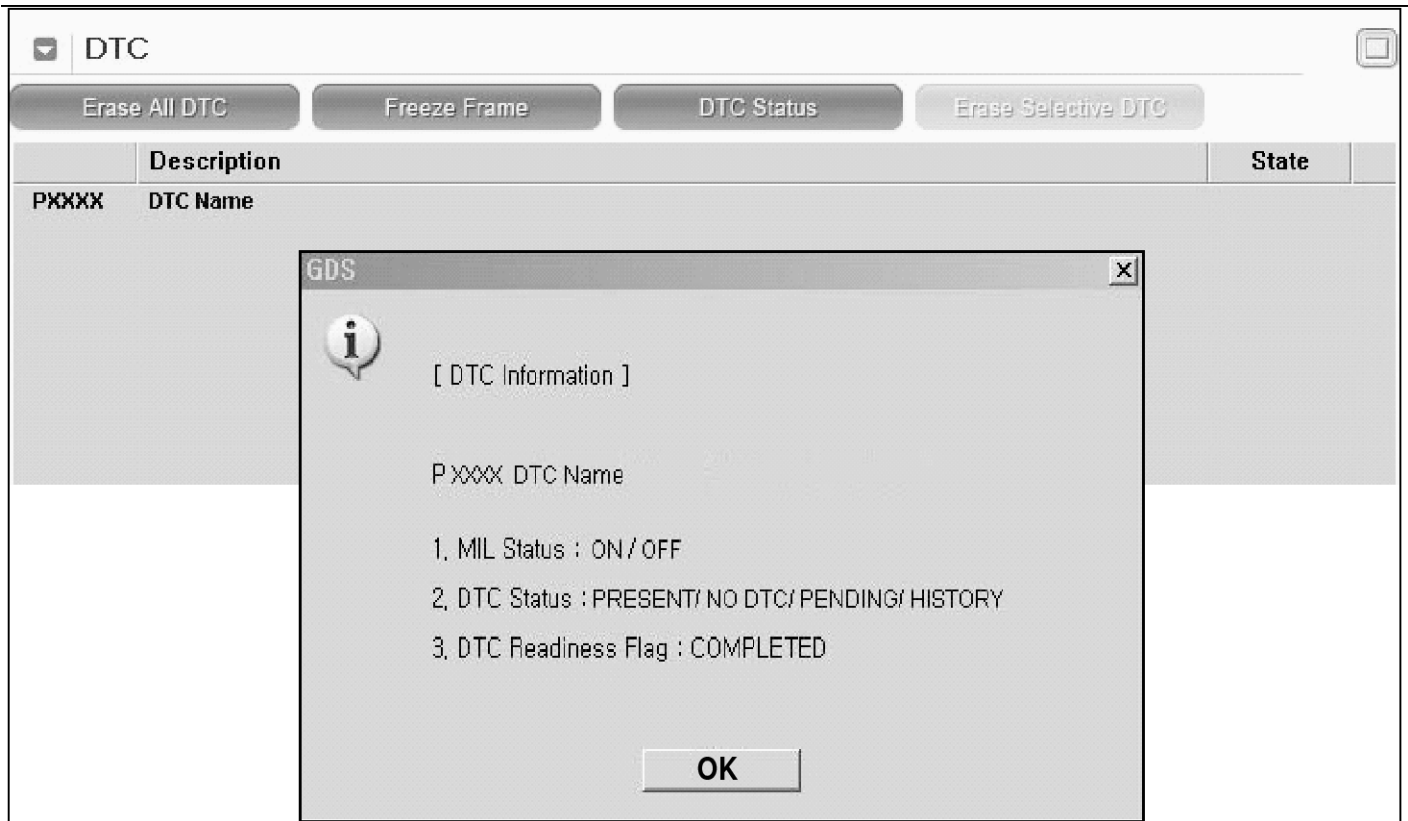 DTC
Erase All DTC Freeze Frame DTC Status Erase Selective DTC
Description State
PXXXX DTC Name
GDS
[ DTC Information ]
PXXXX DTC Name
1, MIL Status : ON / OFF
2, DTC Status : PRESENT/ NO DTC/ PENDING/ HISTORY
3, DTC Readiness Flag : COMPLETED
OK